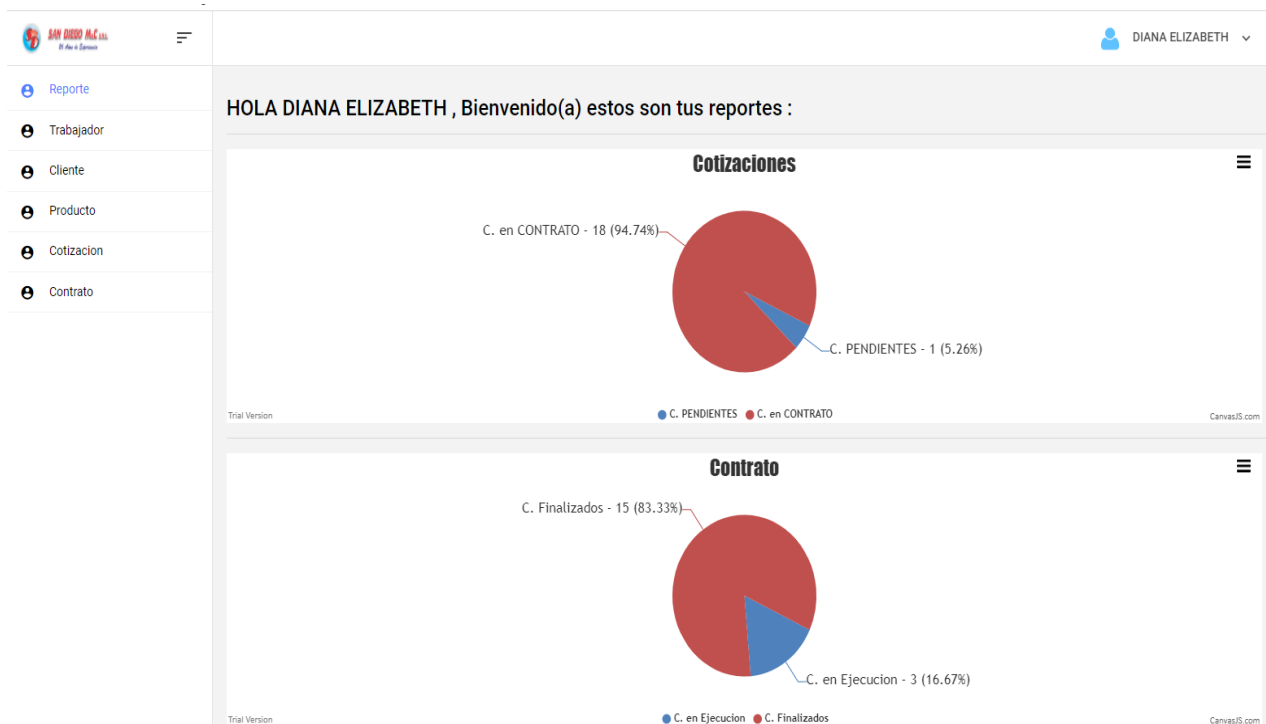 SAN DIEGO M&C S.R.L.
DIANA ELIZABETH
Reporte
Trabajador
Cliente
Producto
Cotizacion
Contrato
HOLA DIANA ELIZABETH , Bienvenido(a) estos son tus reportes :
Cotizaciones
C. en CONTRATO - 18 (94.74%)
C. PENDIENTES - 1 (5.26%)
C. PENDIENTES C. en CONTRATO
Trial Version
CanvasJS.com
Contrato
C. Finalizados - 15 (83.33%)
C. en Ejecucion - 3 (16.67%)
C. en Ejecucion C. Finalizados
Trial Version
CanvasJS.com